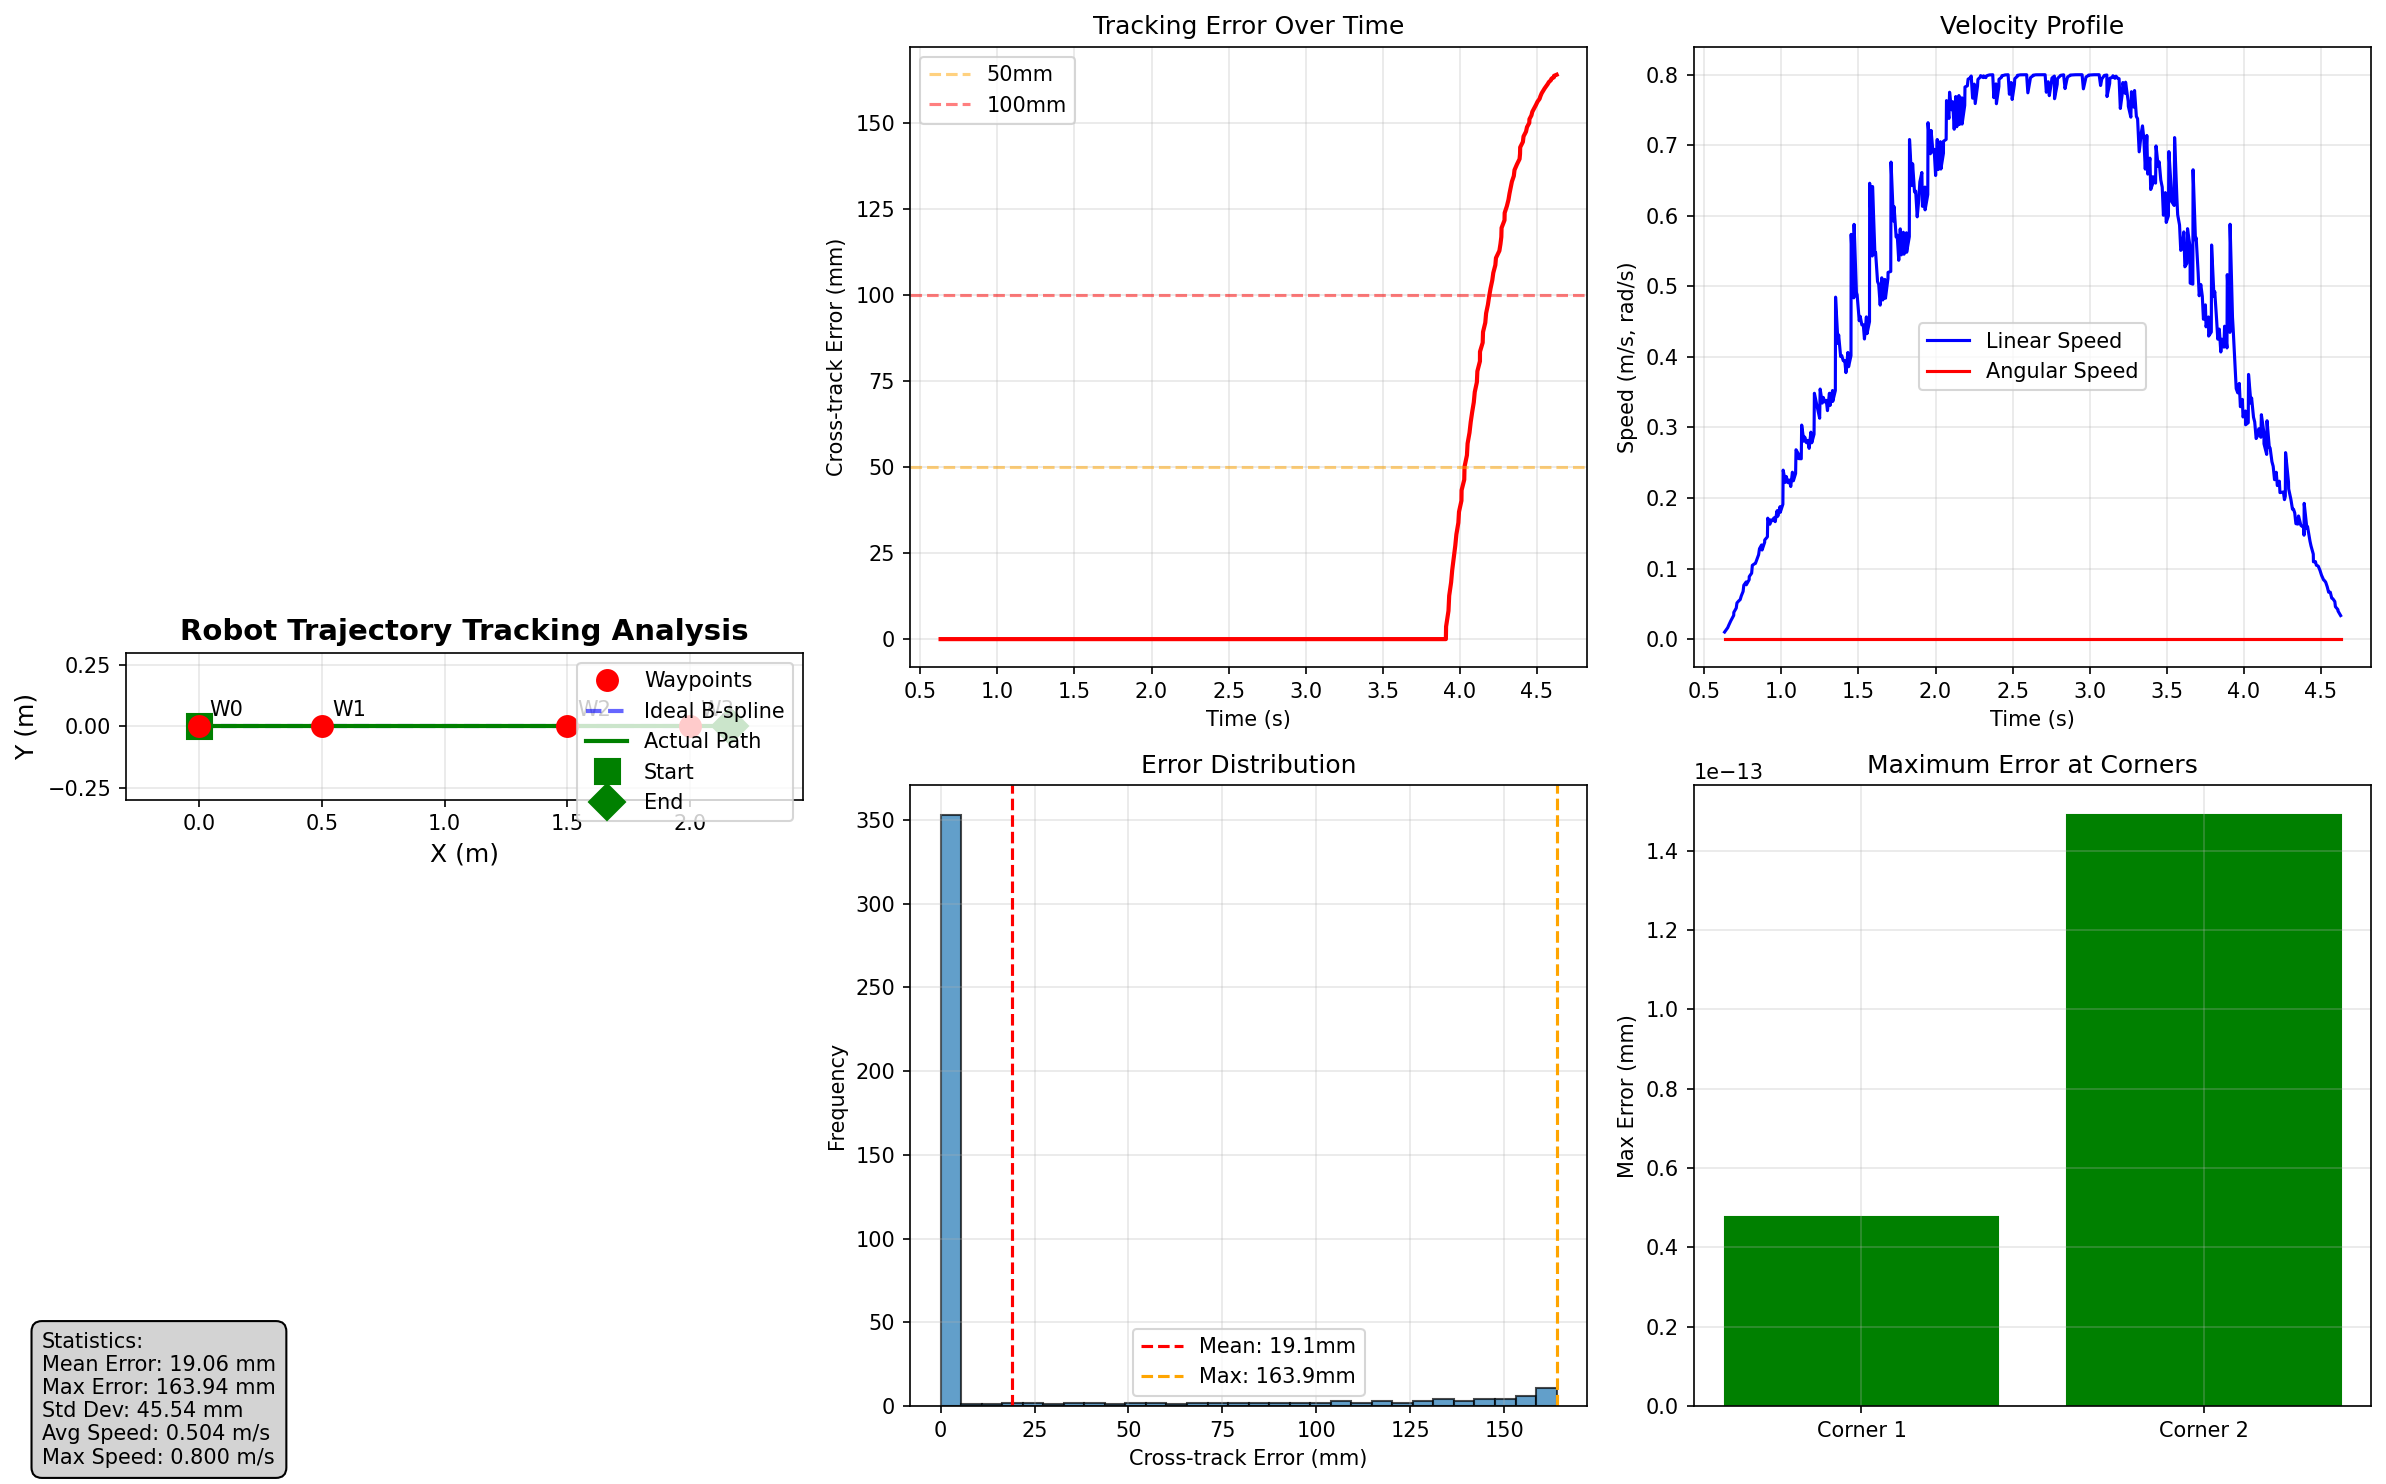 Robot Trajectory Tracking Analysis
Y (m)
0.25
0.00
−0.25
W0
W1
W2
W3
Waypoints
Ideal B-spline
Actual Path
Start
End
0.0
0.5
1.0
1.5
2.0
X (m)
Statistics:
Mean Error: 19.06 mm
Max Error: 163.94 mm
Std Dev: 45.54 mm
Avg Speed: 0.504 m/s
Max Speed: 0.800 m/s
Tracking Error Over Time
50mm
100mm
Cross-track Error (mm)
150
125
100
75
50
25
0
0.5
1.0
1.5
2.0
2.5
3.0
3.5
4.0
4.5
Time (s)
Velocity Profile
Speed (m/s, rad/s)
0.8
0.7
0.6
0.5
0.4
0.3
0.2
0.1
0.0
Linear Speed
Angular Speed
0.5
1.0
1.5
2.0
2.5
3.0
3.5
4.0
4.5
Time (s)
Error Distribution
Frequency
350
300
250
200
150
100
50
0
Mean: 19.1mm
Max: 163.9mm
0
25
50
75
100
125
150
Cross-track Error (mm)
1e−13
Maximum Error at Corners
Max Error (mm)
1.4
1.2
1.0
0.8
0.6
0.4
0.2
0.0
Corner 1
Corner 2